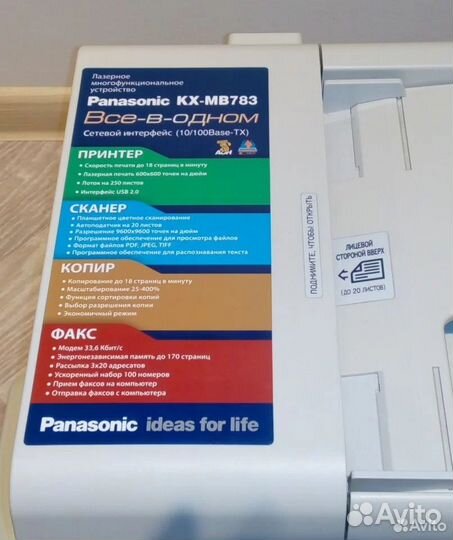 Лазерное
многофункциональное
устройство
Panasonic KX-MB783
Все-в-одном
Сетевой интерфейс (10/100Base-TX)
ПРИНТЕР
• Скорость печати до 18 страниц в минуту
• Лазерная печать 600x600 точек на дюйм
• Лоток на 250 листов
• Интерфейс USB 2.0
СКАНЕР
• Планшетное цветное сканирование
• Автоподатчик на 20 листов
• Разрешение 9600x9600 точек на дюйм
• Программное обеспечение для просмотра файлов
• Формат файлов PDF, JPEG, TIFF
• Программное обеспечение для распознавания текста
КОПИР
• Копирование до 18 страниц в минуту
• Масштабирование 25-400%
• Функция сортировки копий
• Выбор разрешения копии
• Экономичный режим
ФАКС
• Модем 33,6 Кбит/с
• Энергонезависимая память до 170 страниц
• Рассылка 3x20 адресатов
• Ускоренный набор 100 номеров
• Прием факсов на компьютер
• Отправка факсов с компьютера
Panasonic ideas for life
ПОДНИМИТЕ, ЧТОБЫ ОТКРЫТЬ
ЛИЦЕВОЙ
СТОРОНОЙ ВВЕРХ
(ДО 20 ЛИСТОВ)
Avito